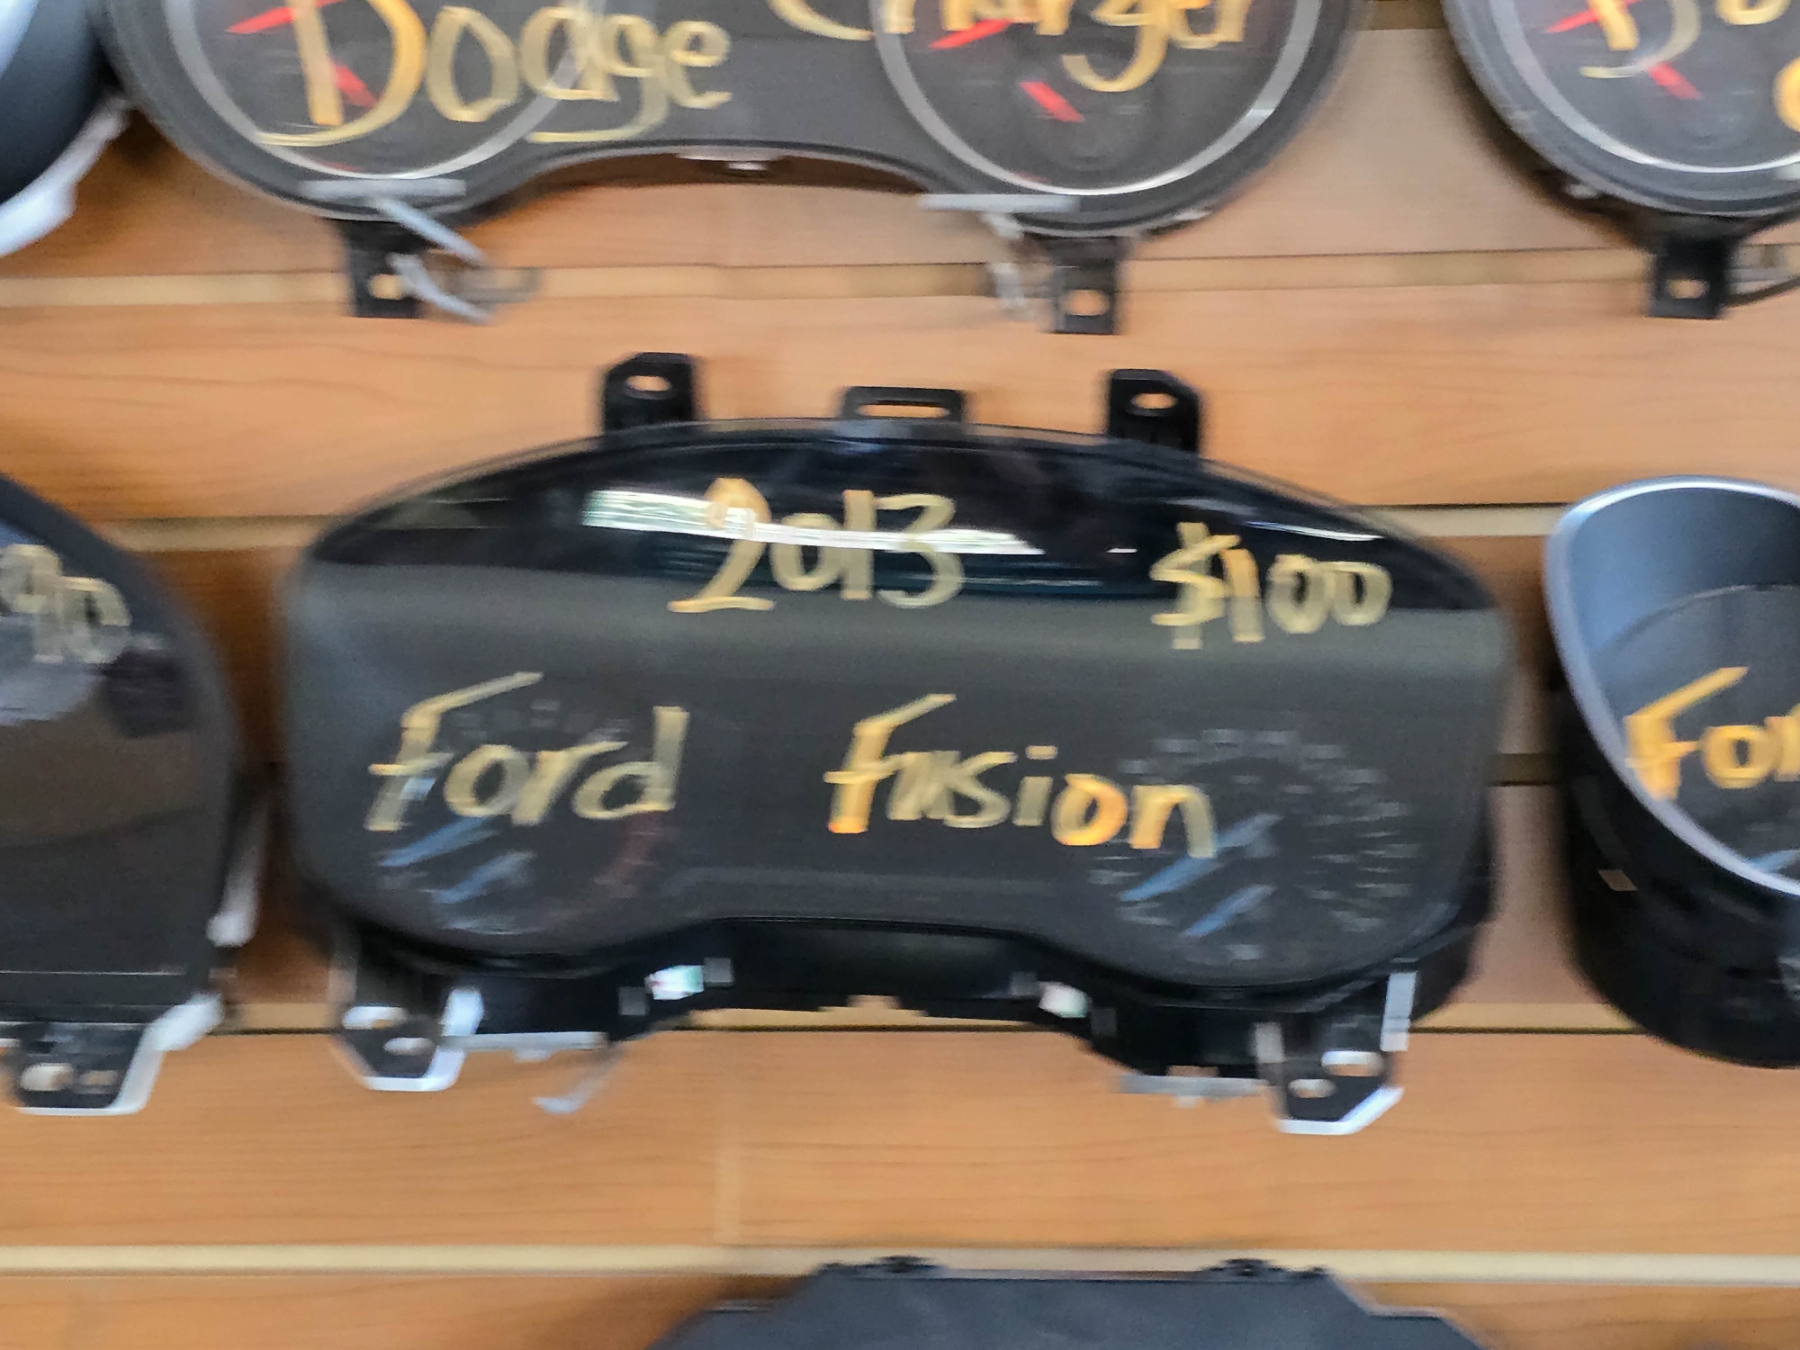 Dodge Charger
2013 $100
Ford Fusion